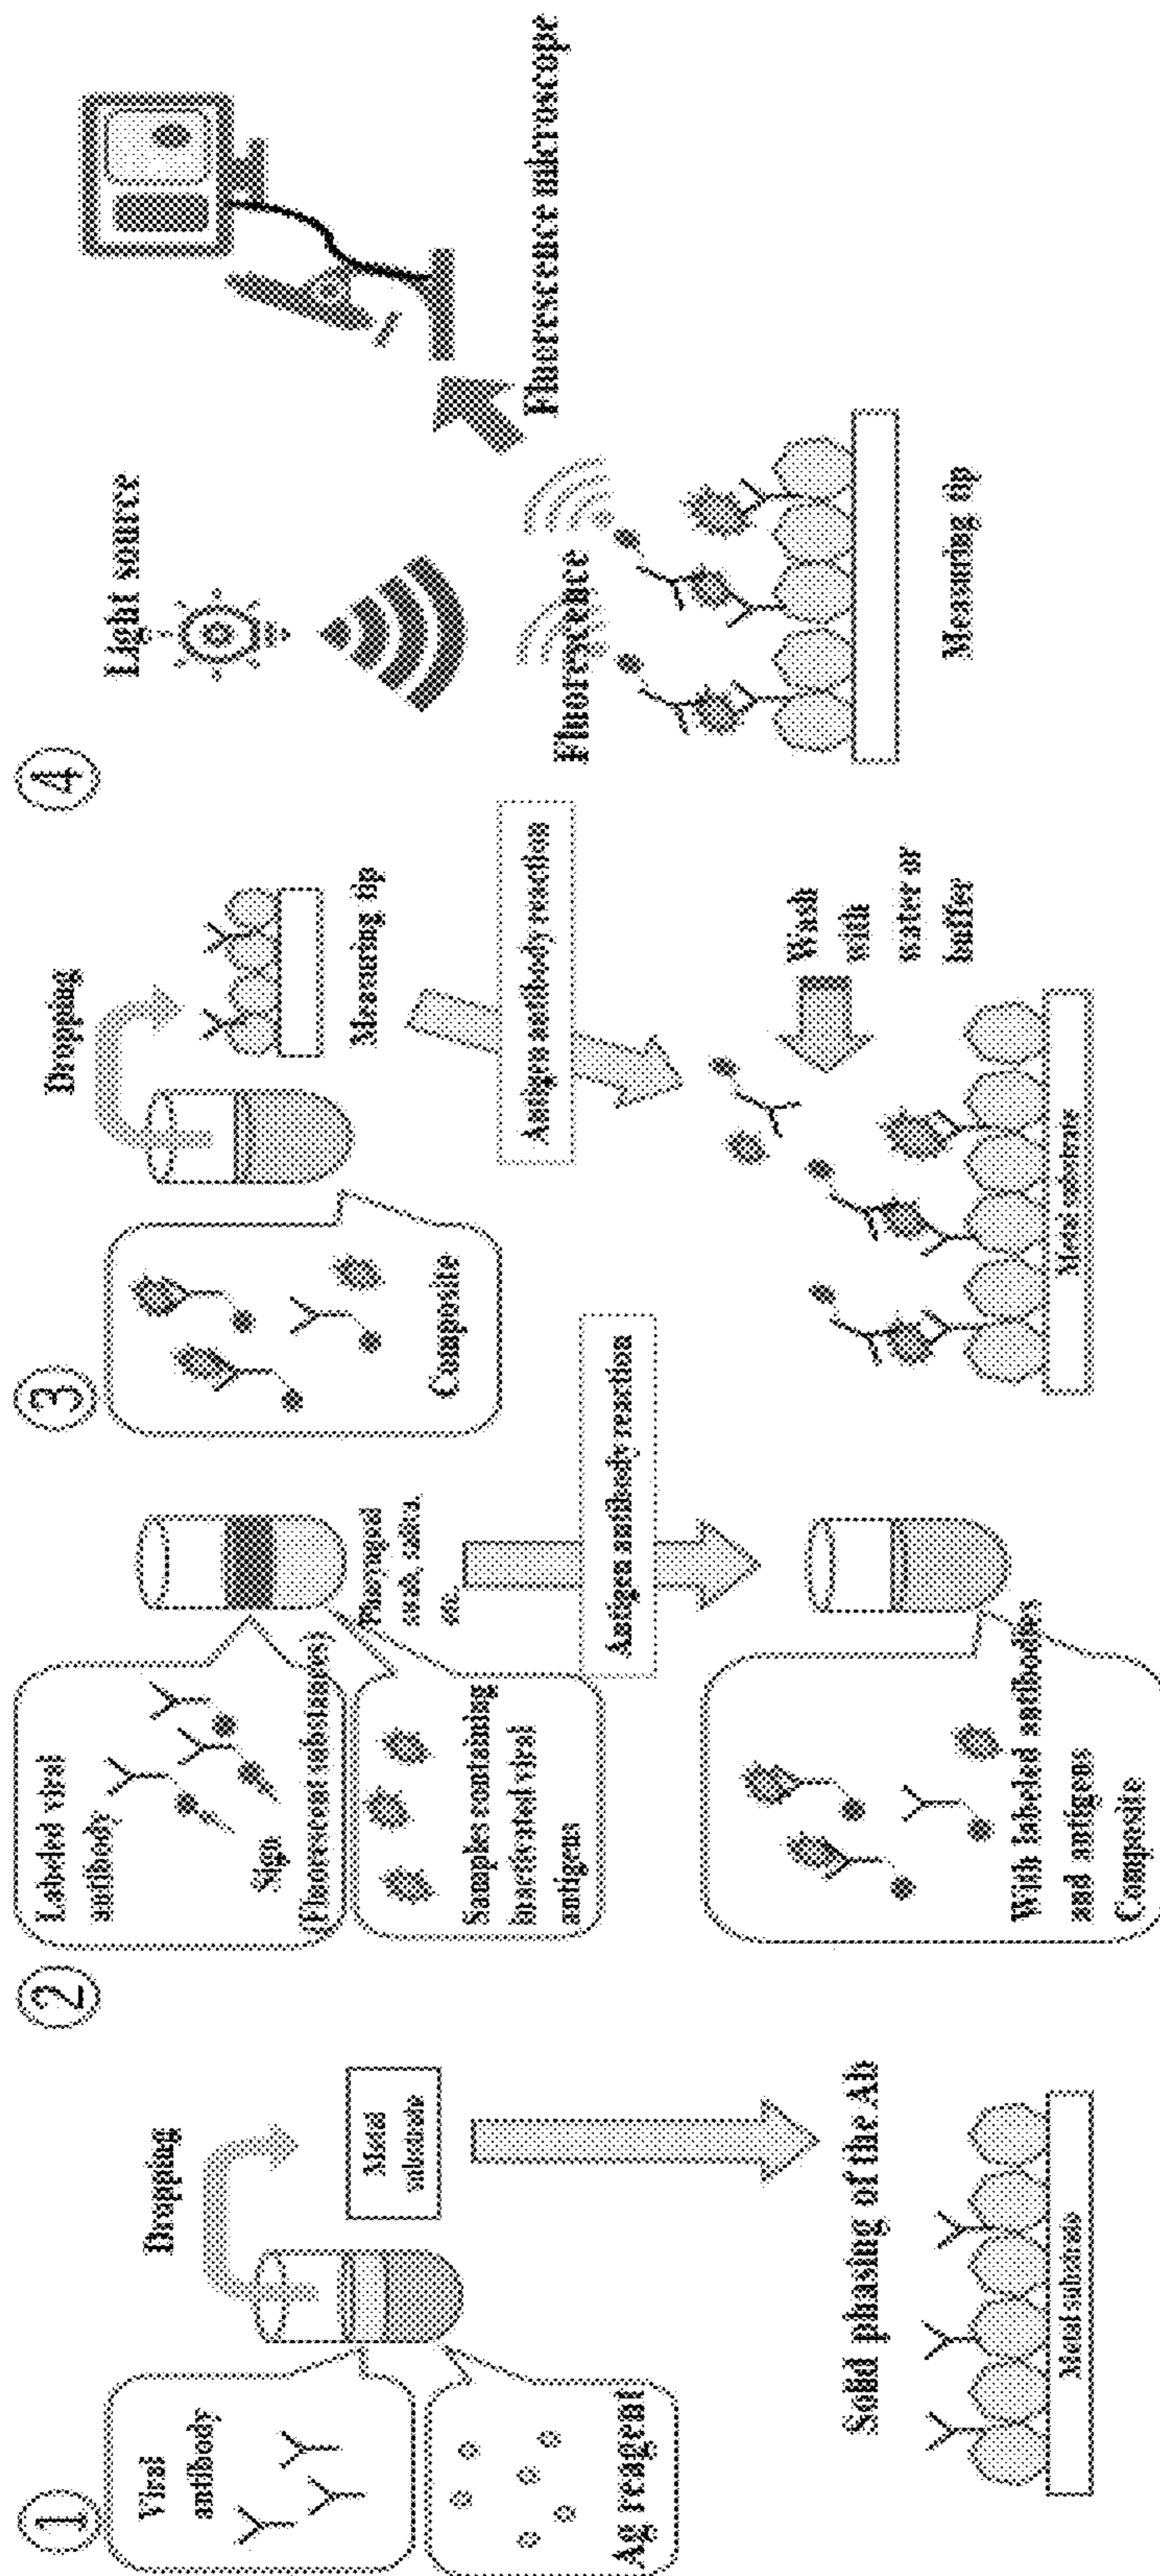 ①
Viral
antibody
Ag reagent
Dropping
Metal
substrate
Solid phasing of the Ab
Metal substrate
②
Labeled viral
antibody
Sign
(Fluorescent substances)
Samples containing
inactivated viral
antigens
Pharyngeal
swab, saliva,
etc.
Antigen antibody reaction
With labeled antibodies
and antigens
Composite
③
Composite
Dropping
Measuring tip
Antigen antibody reaction
Wash
with
water or
buffer
Metal substrate
④
Light source
Fluorescence
Fluorescence microscope
Measuring tip